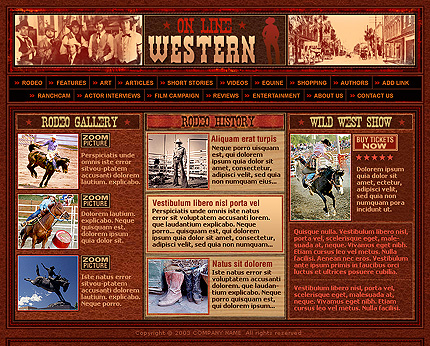 ON LINE
WESTERN
RODEO FEATURES ART ARTICLES SHORT STORIES VIDEOS EQUINE SHOPPING AUTHORS ADD LINK
RANCHCAM ACTOR INTERVIEWS FILM CAMPAIGN REVIEWS ENTERTAINMENT ABOUT US CONTACT US
RODEO GALLERY
ZOOM
PICTURE
Perspiciatis unde
omnis iste error
sitvou-ptatem
accusanti dolorem
lautium. explicabo.
ZOOM
PICTURE
Dolorem lautium.
explicabo. Neque
quisquam est,
qui dolorem ipsum
quia dolor sit.
ZOOM
PICTURE
Iste natus error
sitvou-ptatem
accusanti dolorem
lautium. explicabo.
Neque porro.
RODEO HISTORY
Aliquam erat turpis
Neque porro quisquam
est, qui dolorem
ipsum quia dolor sit
amet, consectetur,
adipisci velit, sed quia
non numquam eius...
Vestibulum libero nisl porta vel
Perspiciatis unde omnis iste natus
error sit voluptatem accusanti lorem.
que laudantium explicabo. Neque
porro... quisquam est, qui dolorem
ipsum quia dolor sit amet, consectetur,
adipisci velit, sed quia non numquam...
Natus sit dolorem
Iste natus error sit
voluptatem accusanti
dolorem, que laudan-
tium explicabo. Neque
porro quisquam est,
qui dolorem ipsum.
WILD WEST SHOW
BUY TICKETS
NOW
Dolorem ipsum
quia dolor sit
amet, ectetur,
adipisci velit,
sed quia non
numquam pora
incidunt ut.
Quisque nulla. Vestibulum libero nisl,
porta vel, scelerisque eget, male-
suada at, neque. Vivamus eget nibh.
Etiam cursus leo vel metus. Nulla
facilisi. Aenean nec eros. Vestibulum
ante ipsum primis in faucibus orci
luctus et ultrices posuere cubilia.
Vestibulum libero nisl, porta vel,
scelerisque eget, malesuada at,
neque. Vivamus eget nibh. Etiam
cursus leo vel metus. Nulla facilisi.
Copyright © 2003 COMPANY NAME. All rights reserved